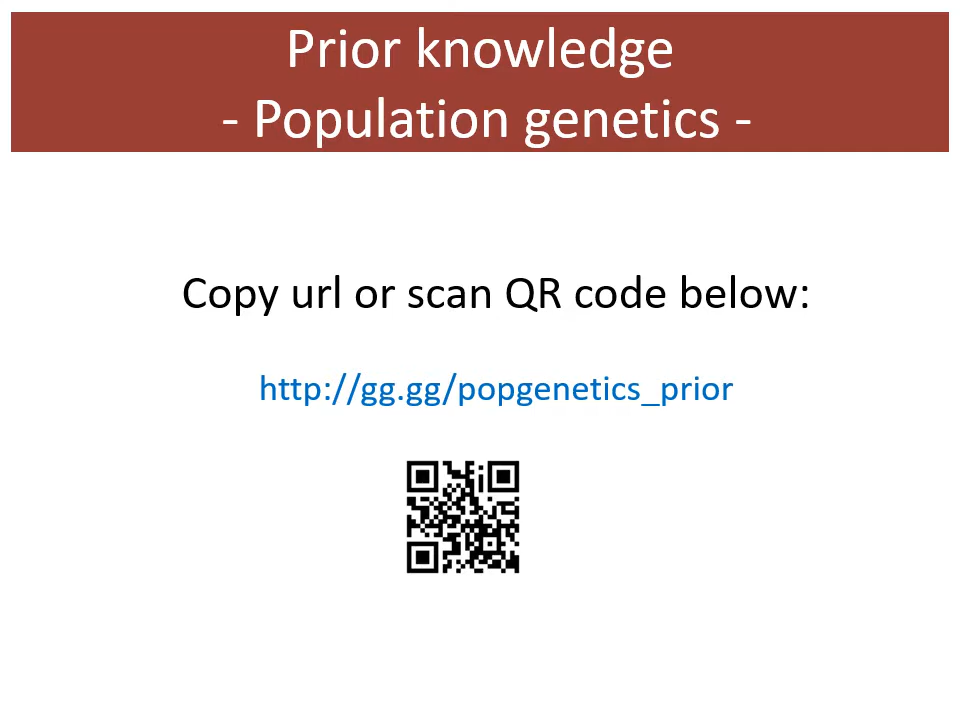 Prior knowledge
- Population genetics -
Copy url or scan QR code below:
http://gg.gg/popgenetics_prior